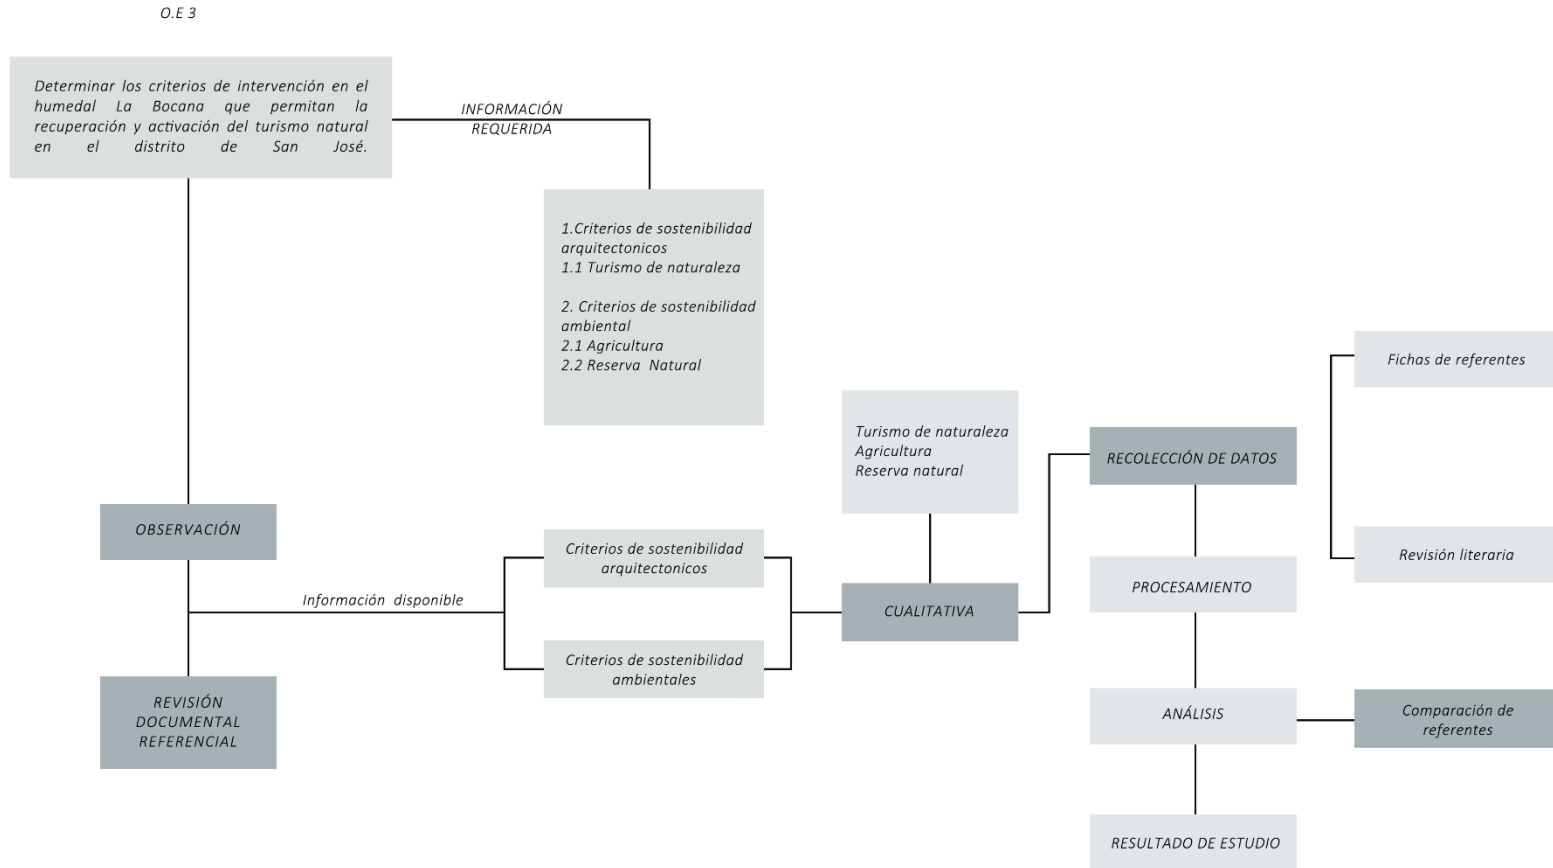 O.E 3
Determinar los criterios de intervención en el
humedal La Bocana que permitan la
recuperación y activación del turismo natural
en el distrito de San José.
INFORMACIÓN
REQUERIDA
1.Criterios de sostenibilidad
arquitectonicos
1.1 Turismo de naturaleza
2. Criterios de sostenibilidad
ambiental
2.1 Agricultura
2.2 Reserva Natural
OBSERVACIÓN
Información disponible
REVISIÓN
DOCUMENTAL
REFERENCIAL
Criterios de sostenibilidad
arquitectonicos
Criterios de sostenibilidad
ambientales
Turismo de naturaleza
Agricultura
Reserva natural
CUALITATIVA
RECOLECCIÓN DE DATOS
PROCESAMIENTO
ANÁLISIS
RESULTADO DE ESTUDIO
Fichas de referentes
Revisión literaria
Comparación de
referentes